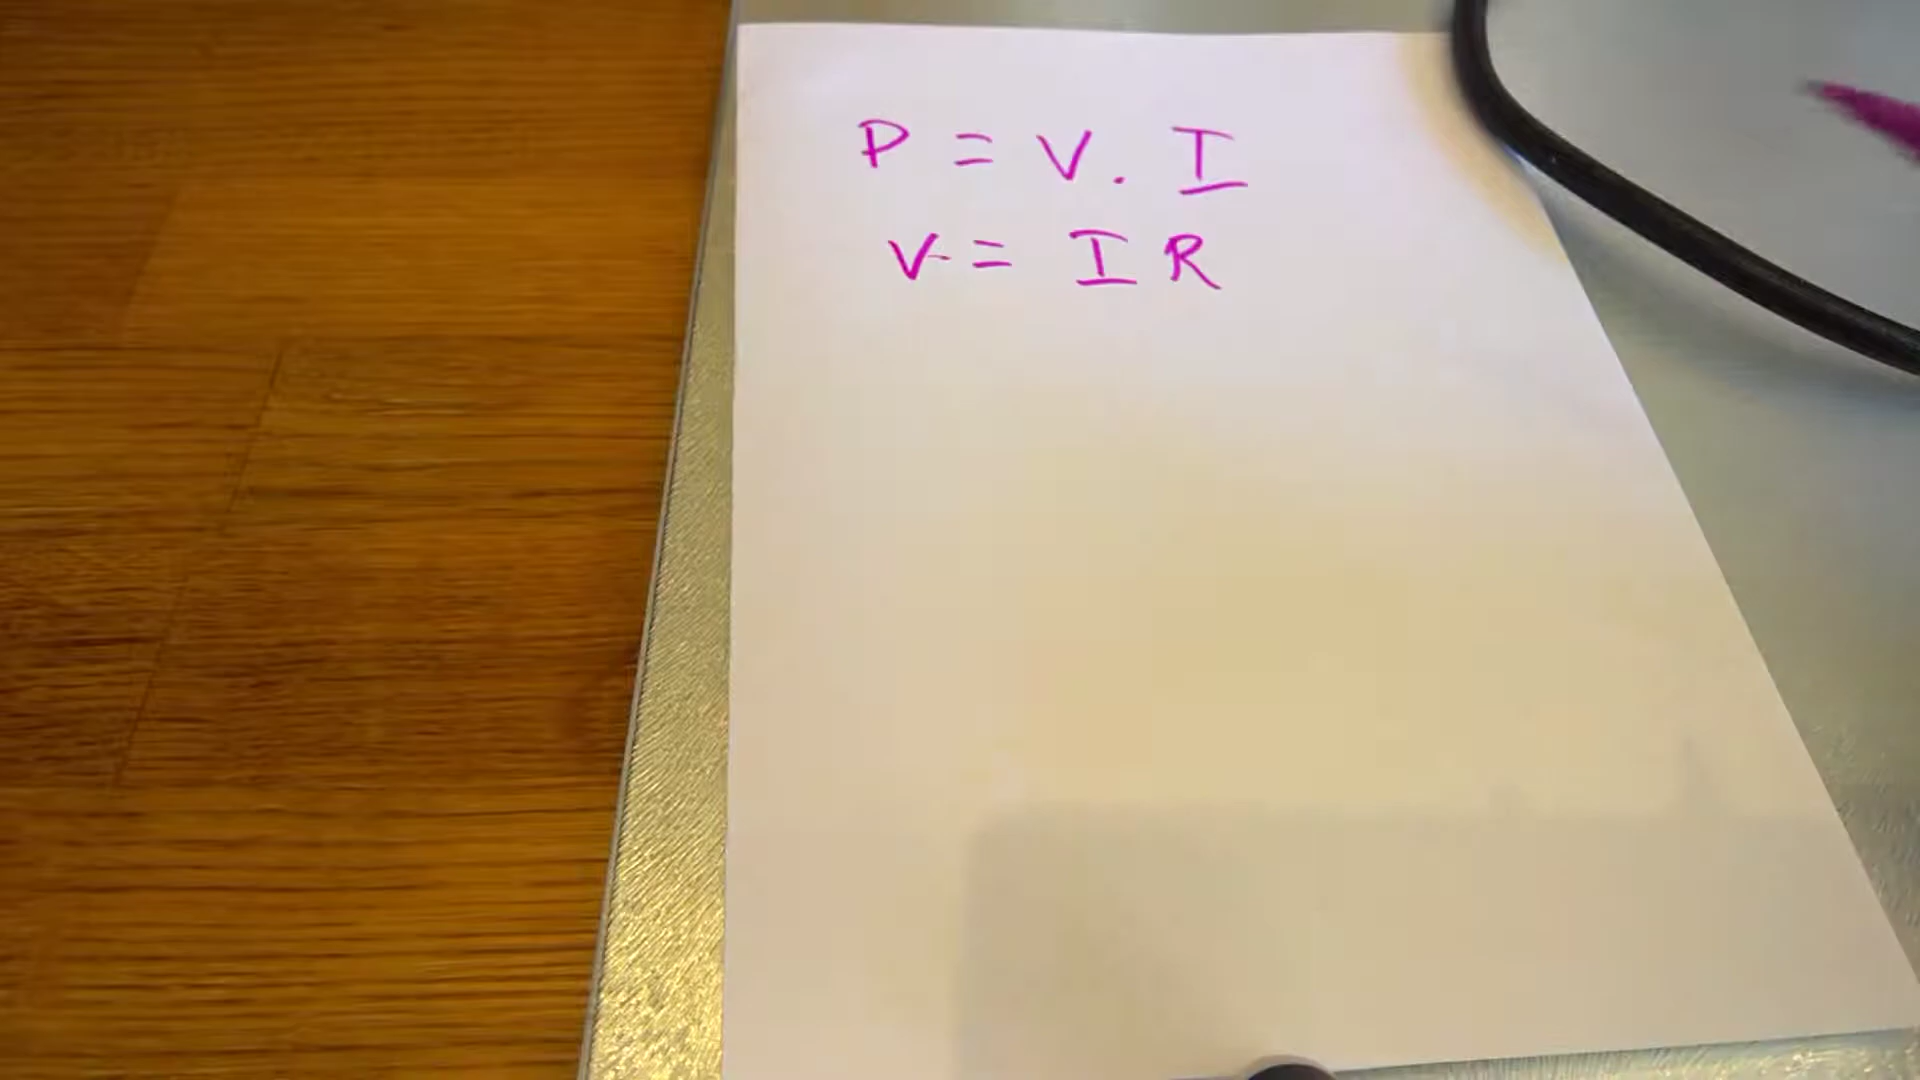 P = V. I
V = I R